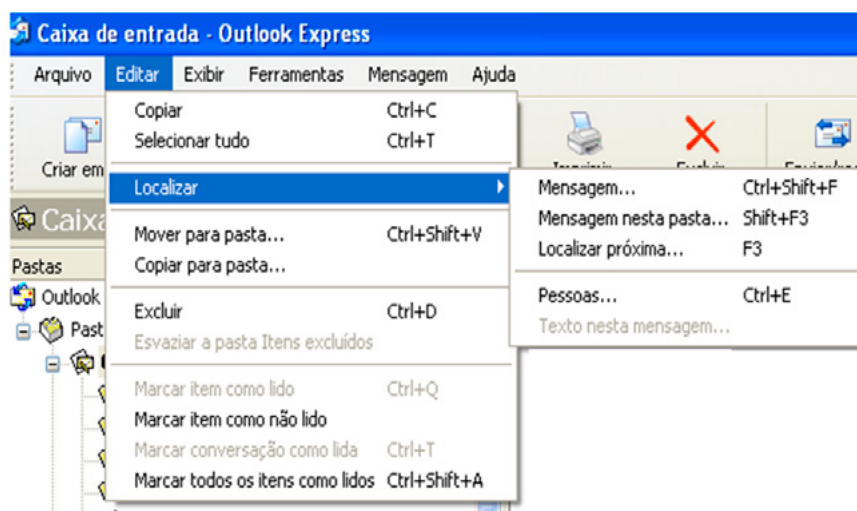 Caixa de entrada - Outlook Express
Arquivo Editar Exibir Ferramentas Mensagem Ajuda
Copiar Ctrl+C
Selecionar tudo Ctrl+T
Criar em
Localizar
Mensagem... Ctrl+Shift+F
Mensagem nesta pasta... Shift+F3
Localizar próxima... F3
Pessoas... Ctrl+E
Texto nesta mensagem...
Caixa
Mover para pasta... Ctrl+Shift+V
Copiar para pasta...
Pastas
Outlook
Excluir Ctrl+D
Past
Esvaziar a pasta Itens excluídos
Marcar item como lido Ctrl+Q
Marcar item como não lido
Marcar conversação como lida Ctrl+T
Marcar todos os itens como lidos Ctrl+Shift+A